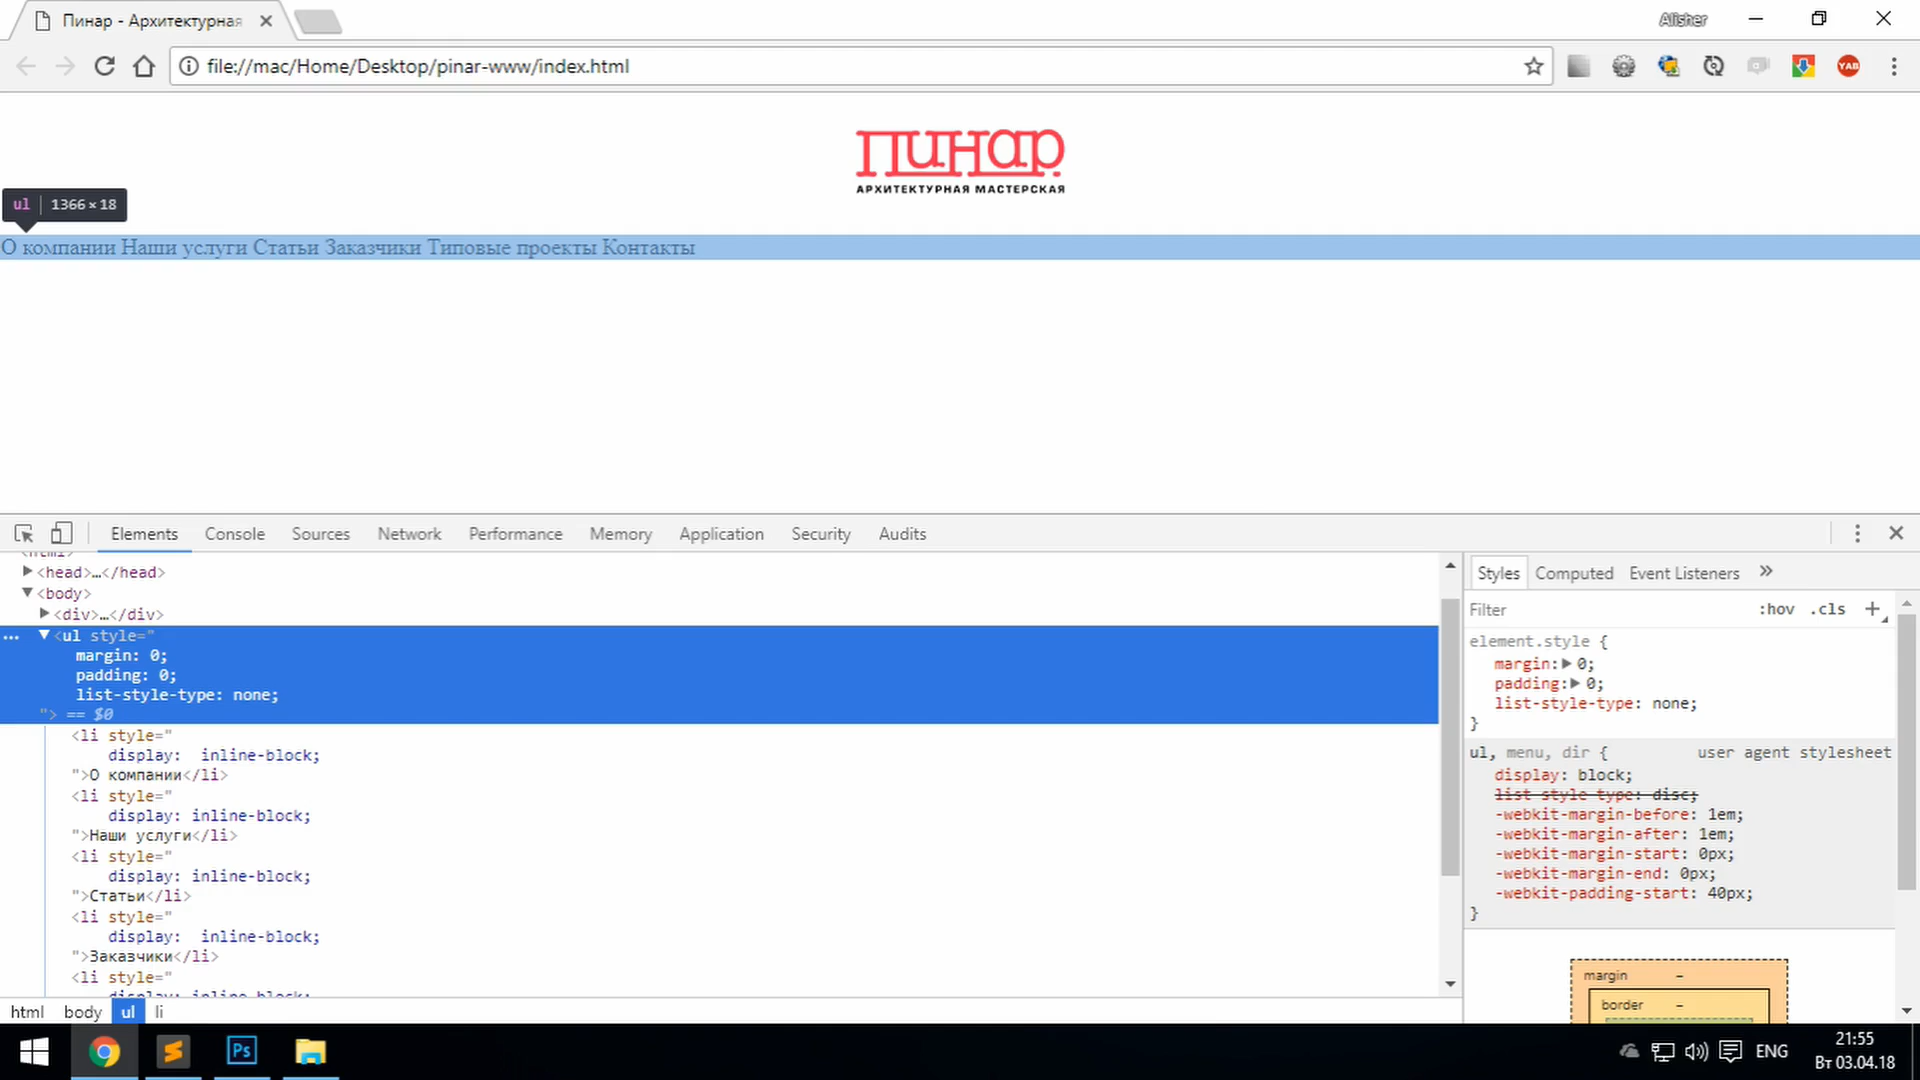 Пинар - Архитектурная
Alisher
file://mac/Home/Desktop/pinar-www/index.html
YAB
пинар
АРХИТЕКТУРНАЯ МАСТЕРСКАЯ
ul 1366 × 18
О компании Наши услуги Статьи Заказчики Типовые проекты Контакты
Elements Console Sources Network Performance Memory Application Security Audits
<html>
<head>…</head>
<body>
<div>…</div>
<ul style="
margin: 0;
padding: 0;
list-style-type: none;
"> == $0
<li style="
display:  inline-block;
">О компании</li>
<li style="
display: inline-block;
">Наши услуги</li>
<li style="
display: inline-block;
">Статьи</li>
<li style="
display:  inline-block;
">Заказчики</li>
<li style="
display: inline-block;
html body ul li
Styles Computed Event Listeners »
Filter :hov .cls +
element.style {
margin: 0;
padding: 0;
list-style-type: none;
}
ul, menu, dir { user agent stylesheet
display: block;
list-style-type: disc;
-webkit-margin-before: 1em;
-webkit-margin-after: 1em;
-webkit-margin-start: 0px;
-webkit-margin-end: 0px;
-webkit-padding-start: 40px;
}
margin –
border –
Ps
ENG
21:55
Вт 03.04.18